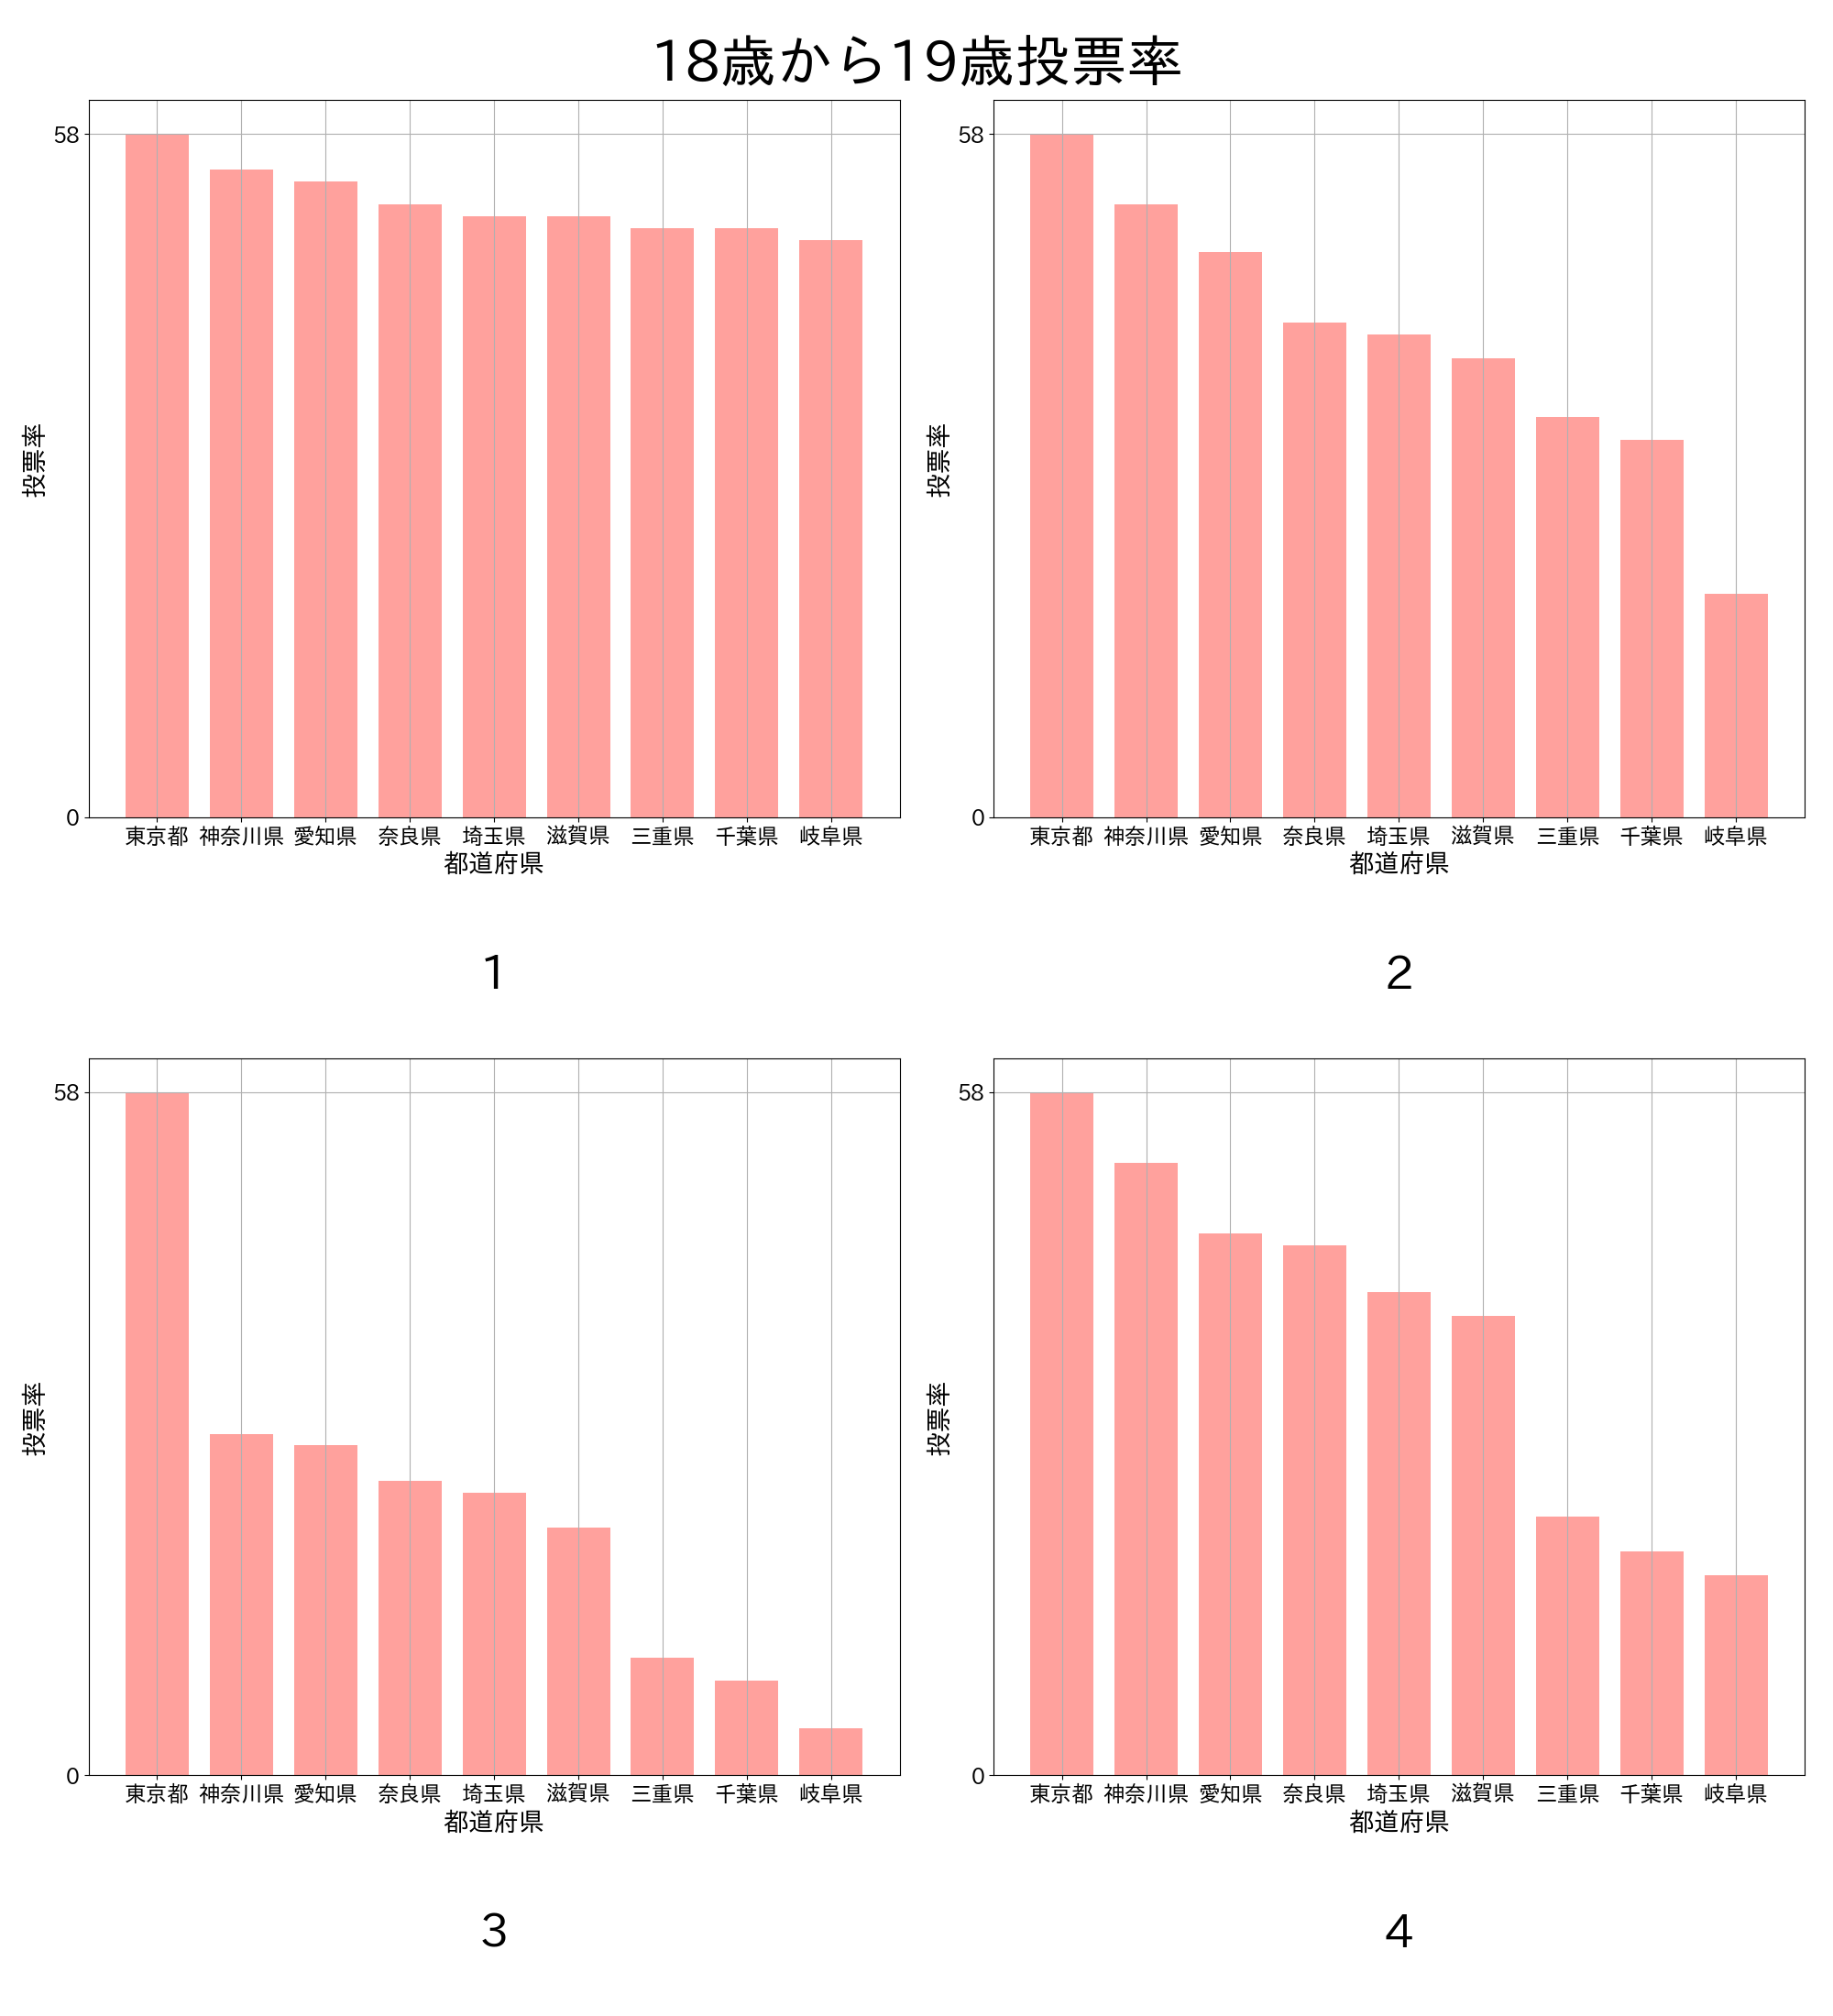 18歳から19歳投票率
58
0
投票率
東京都 神奈川県 愛知県 奈良県 埼玉県 滋賀県 三重県 千葉県 岐阜県
都道府県
1
58
0
投票率
東京都 神奈川県 愛知県 奈良県 埼玉県 滋賀県 三重県 千葉県 岐阜県
都道府県
2
58
0
投票率
東京都 神奈川県 愛知県 奈良県 埼玉県 滋賀県 三重県 千葉県 岐阜県
都道府県
3
58
0
投票率
東京都 神奈川県 愛知県 奈良県 埼玉県 滋賀県 三重県 千葉県 岐阜県
都道府県
4